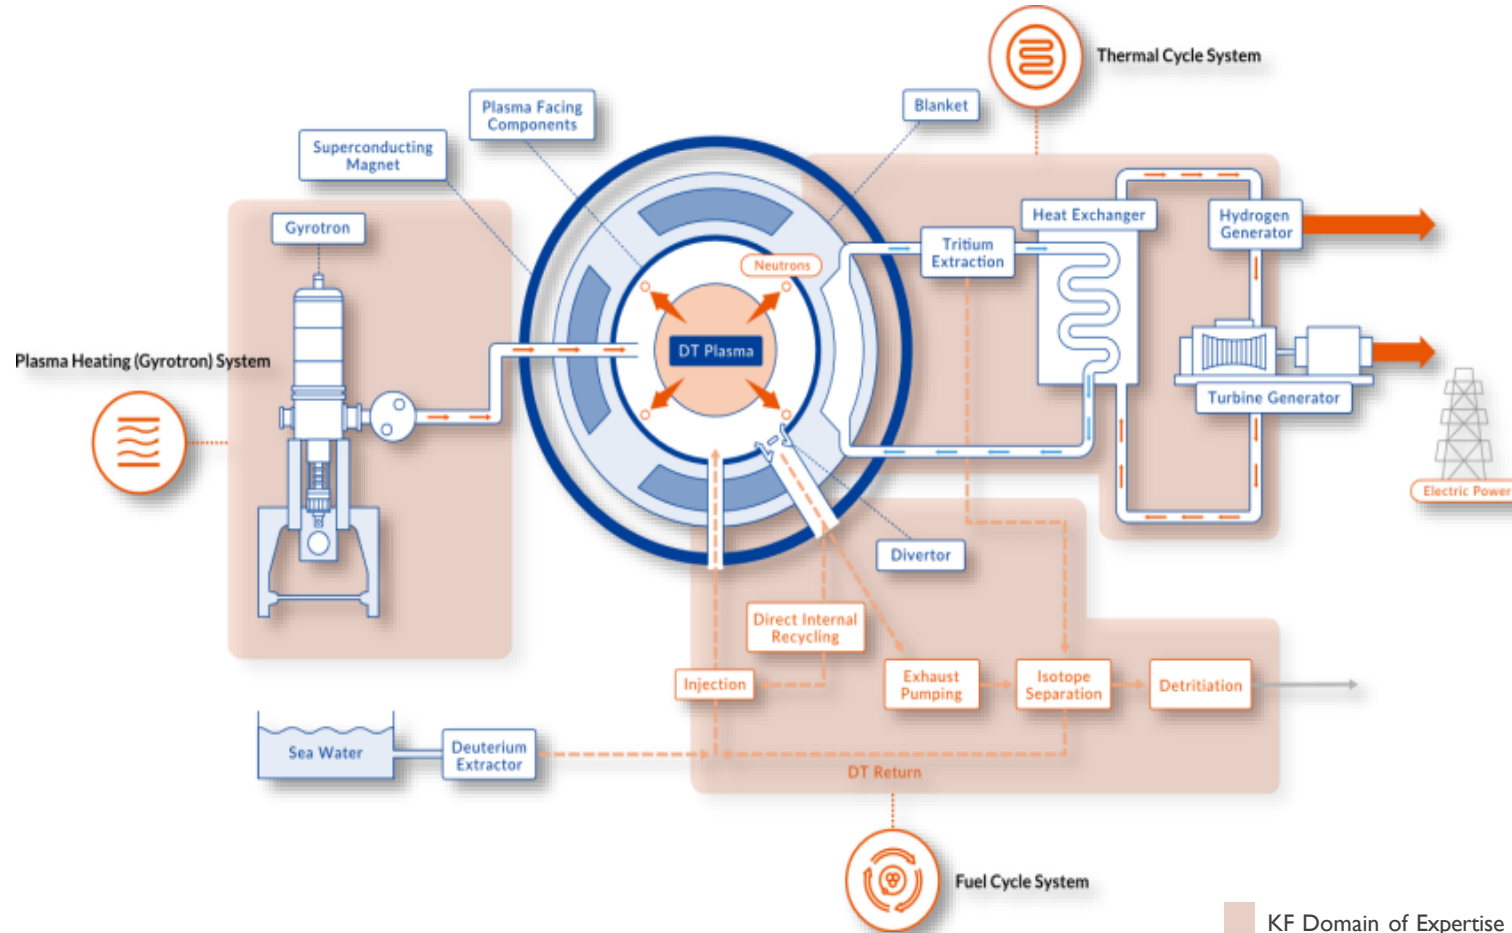 Thermal Cycle System
Plasma Facing
Components
Blanket
Superconducting
Magnet
Gyrotron
Heat Exchanger
Hydrogen
Generator
Tritium
Extraction
Neutrons
DT Plasma
Plasma Heating (Gyrotron) System
Turbine Generator
Electric Power
Divertor
Direct Internal
Recycling
Injection
Exhaust
Pumping
Isotope
Separation
Detritiation
Sea Water
Deuterium
Extractor
DT Return
Fuel Cycle System
KF Domain of Expertise